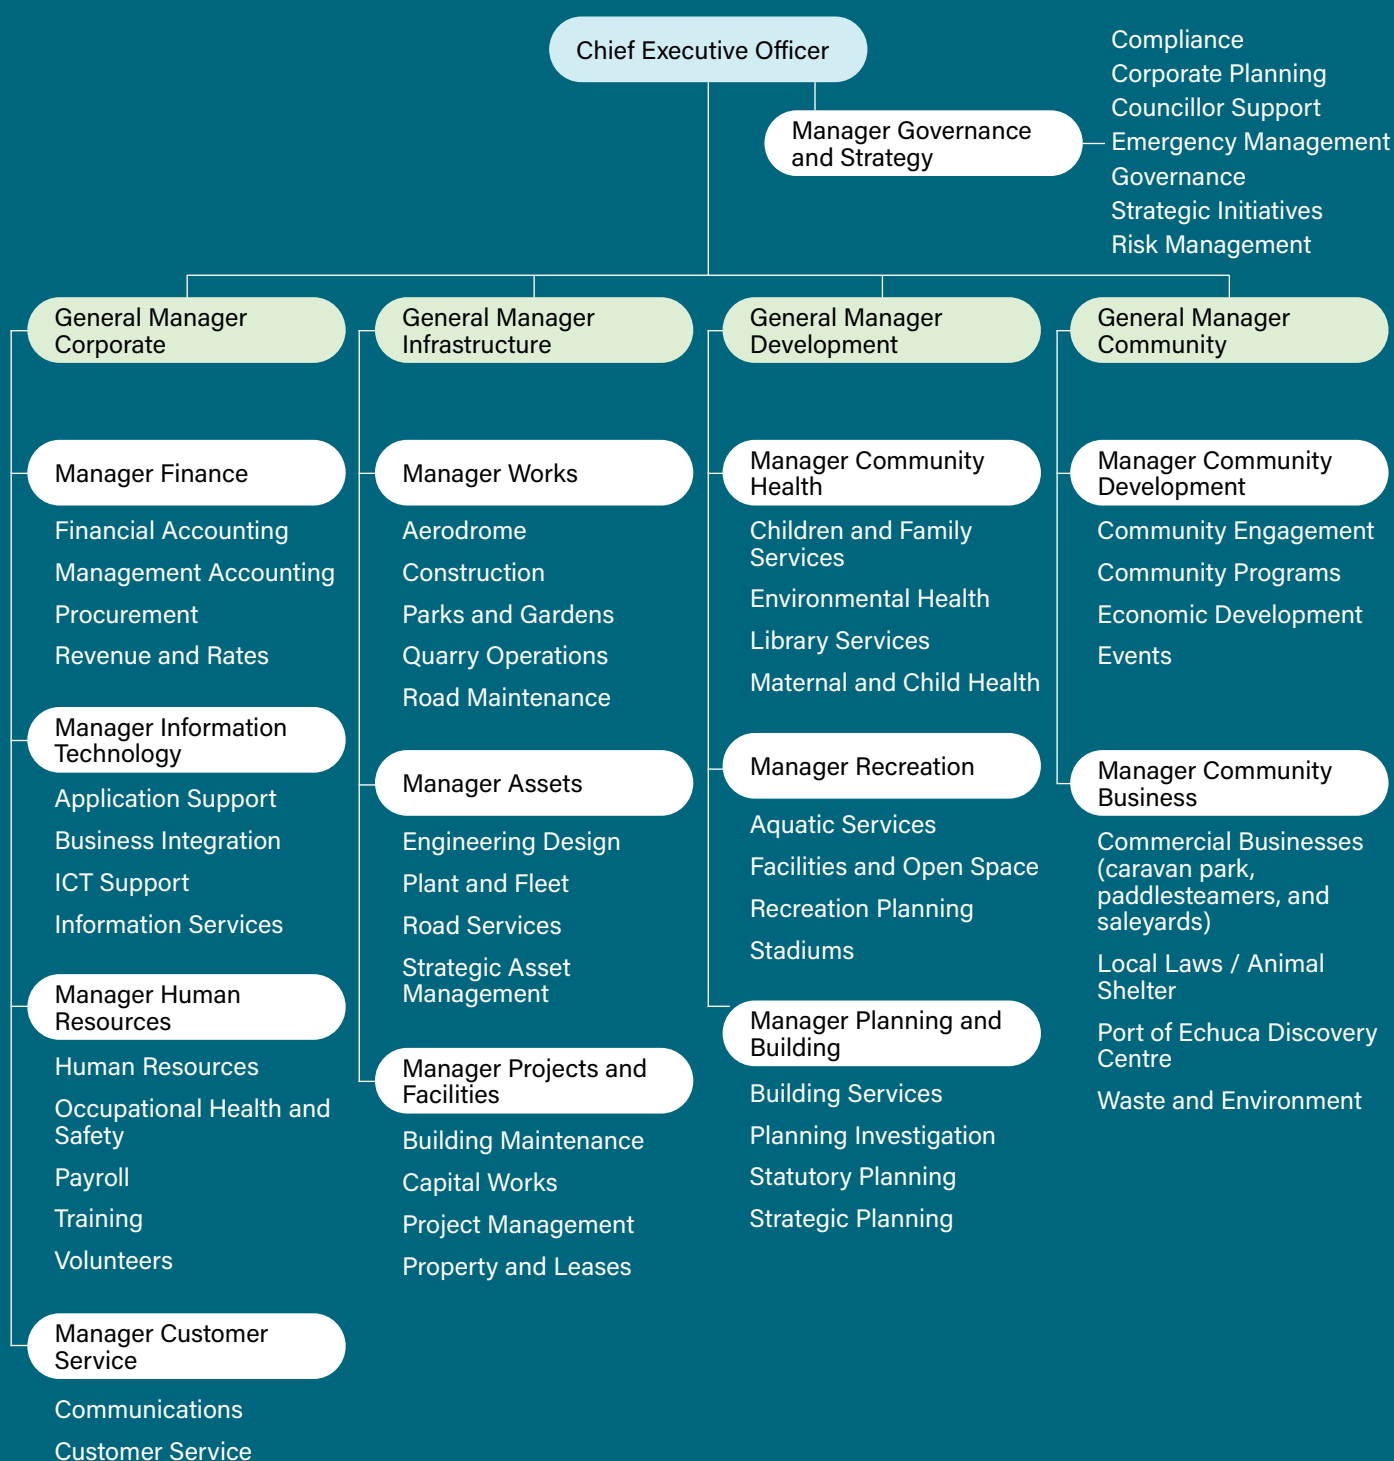 Chief Executive Officer
Manager Governance
and Strategy
Compliance
Corporate Planning
Councillor Support
Emergency Management
Governance
Strategic Initiatives
Risk Management
General Manager
Corporate
Manager Finance
Financial Accounting
Management Accounting
Procurement
Revenue and Rates
Manager Information
Technology
Application Support
Business Integration
ICT Support
Information Services
Manager Human
Resources
Human Resources
Occupational Health and
Safety
Payroll
Training
Volunteers
Manager Customer
Service
Communications
Customer Service
General Manager
Infrastructure
Manager Works
Aerodrome
Construction
Parks and Gardens
Quarry Operations
Road Maintenance
Manager Assets
Engineering Design
Plant and Fleet
Road Services
Strategic Asset
Management
Manager Projects and
Facilities
Building Maintenance
Capital Works
Project Management
Property and Leases
General Manager
Development
Manager Community
Health
Children and Family
Services
Environmental Health
Library Services
Maternal and Child Health
Manager Recreation
Aquatic Services
Facilities and Open Space
Recreation Planning
Stadiums
Manager Planning and
Building
Building Services
Planning Investigation
Statutory Planning
Strategic Planning
General Manager
Community
Manager Community
Development
Community Engagement
Community Programs
Economic Development
Events
Manager Community
Business
Commercial Businesses
(caravan park,
paddlesteamers, and
saleyards)
Local Laws / Animal
Shelter
Port of Echuca Discovery
Centre
Waste and Environment